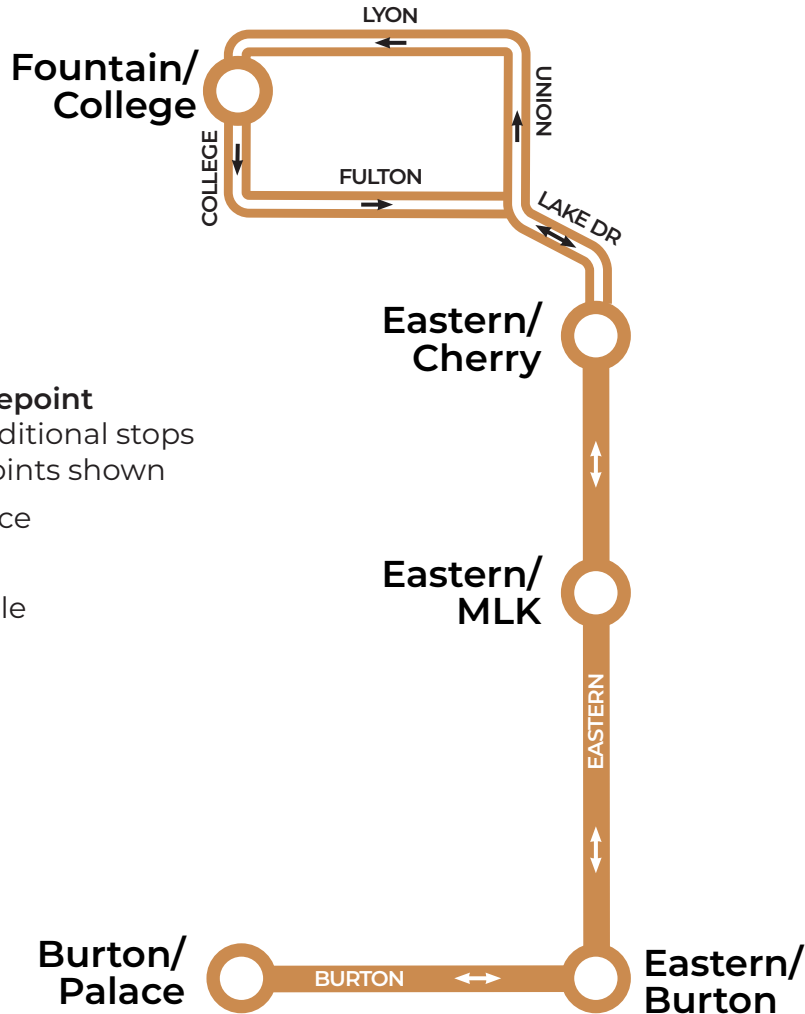 LYON
Fountain/
College
UNION
COLLEGE
FULTON
LAKE DR
Eastern/
Cherry
epoint
ditional stops
oints shown
ce
le
Eastern/
MLK
EASTERN
Burton/
Palace
BURTON
Eastern/
Burton